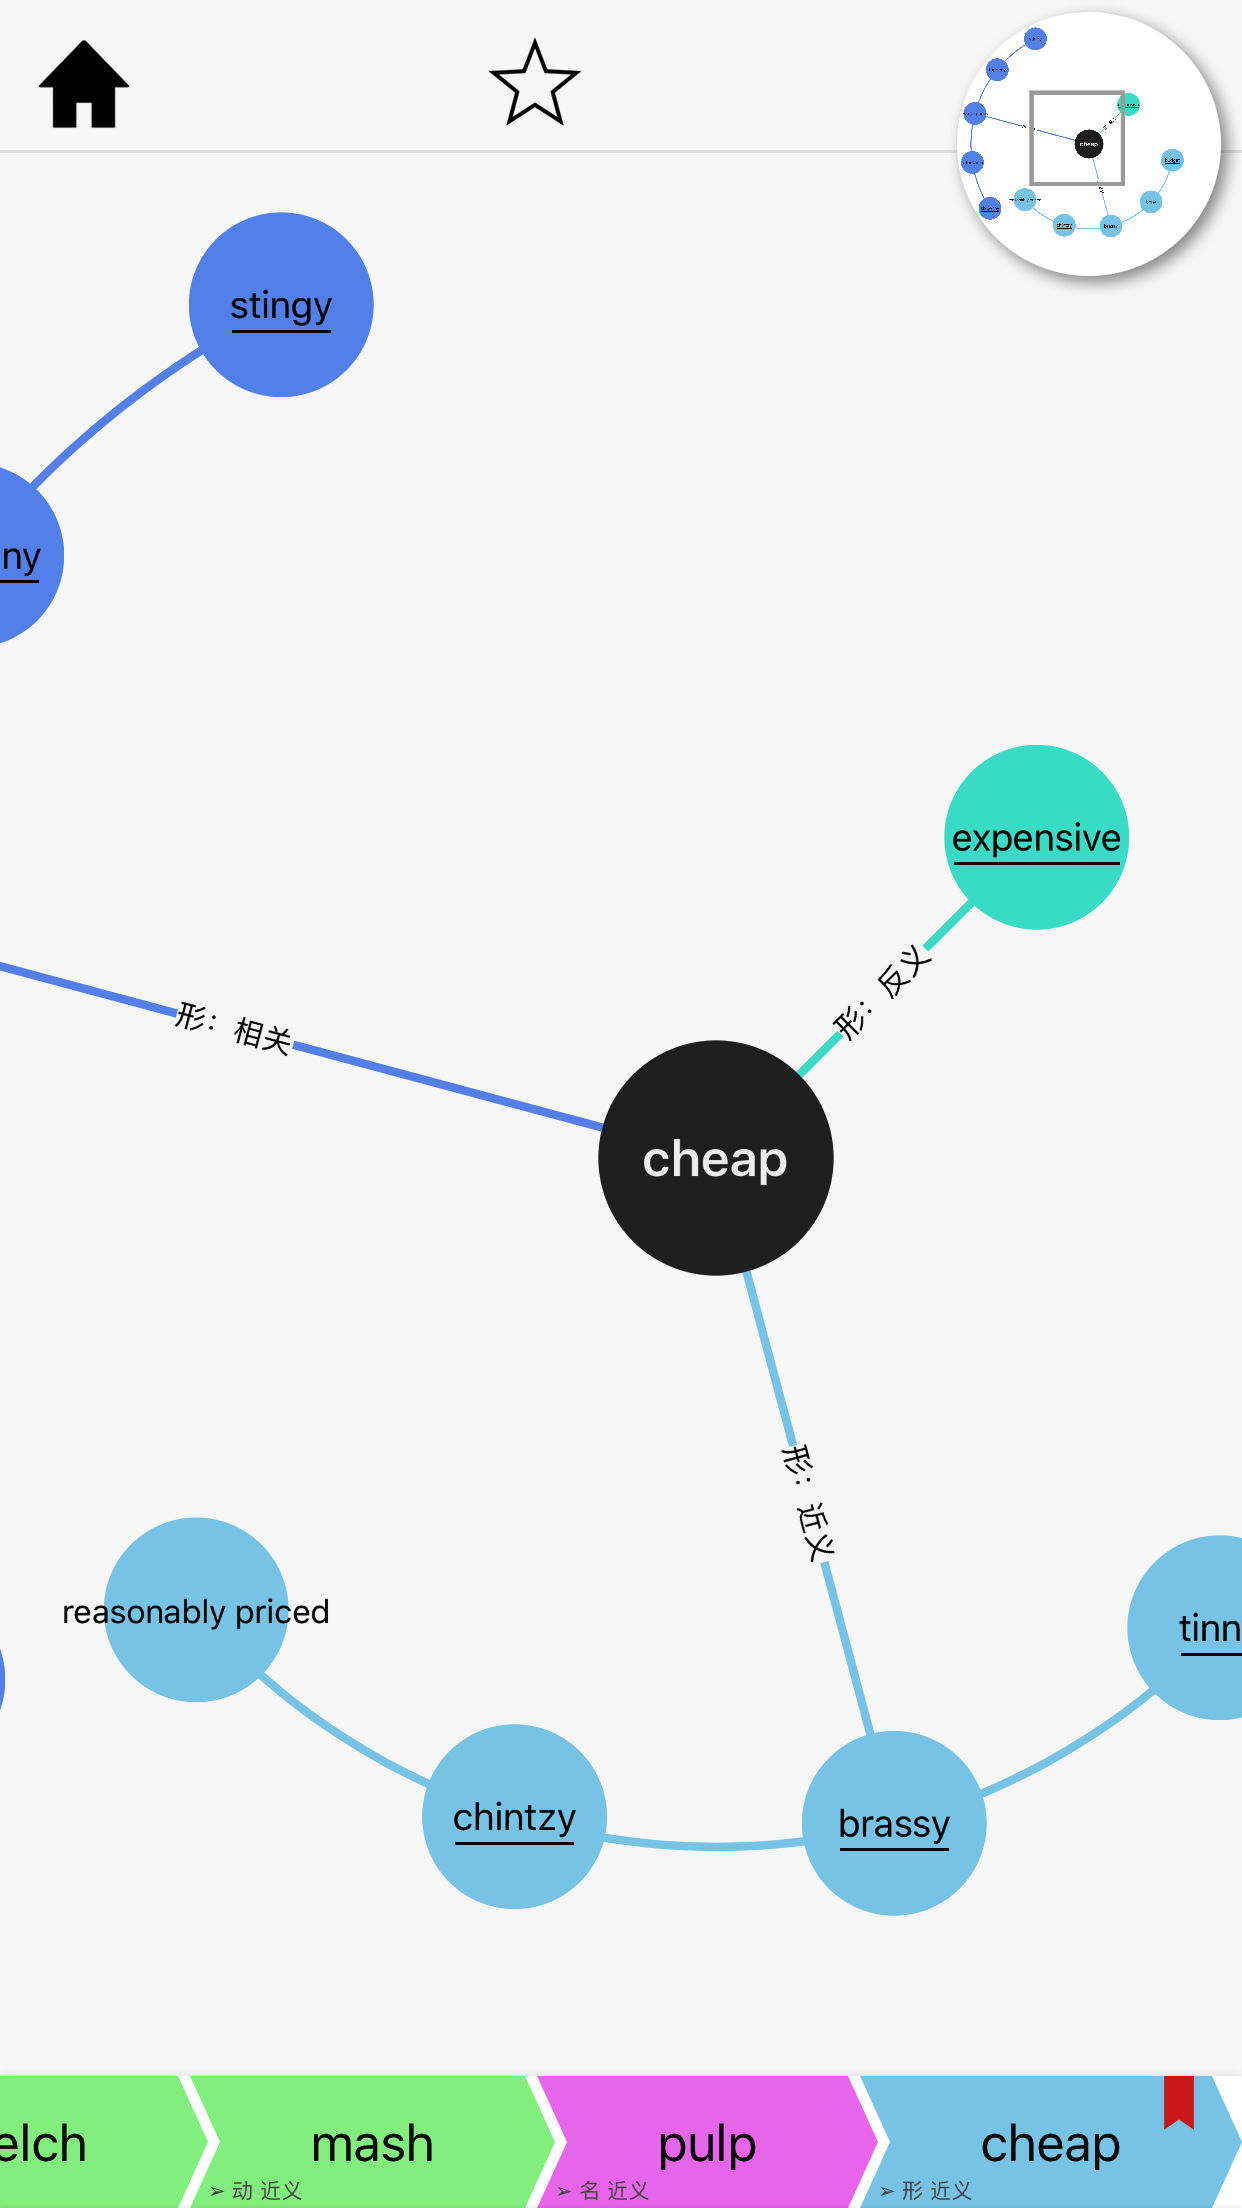 stingy
ny
expensive
形：反义
形：相关
cheap
形：近义
reasonably priced
tinn
chintzy
brassy
elch
mash
pulp
cheap
➢ 动 近义
➢ 名 近义
➢ 形 近义
cheap